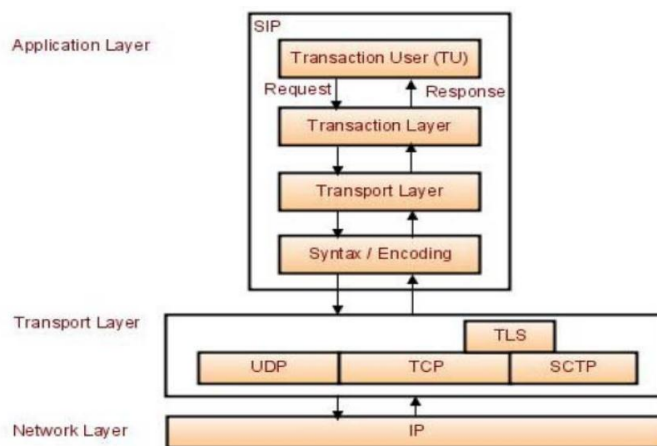 SIP
Application Layer
Transaction User (TU)
Request
Response
Transaction Layer
Transport Layer
Syntax / Encoding
Transport Layer
TLS
UDP
TCP
SCTP
Network Layer
IP